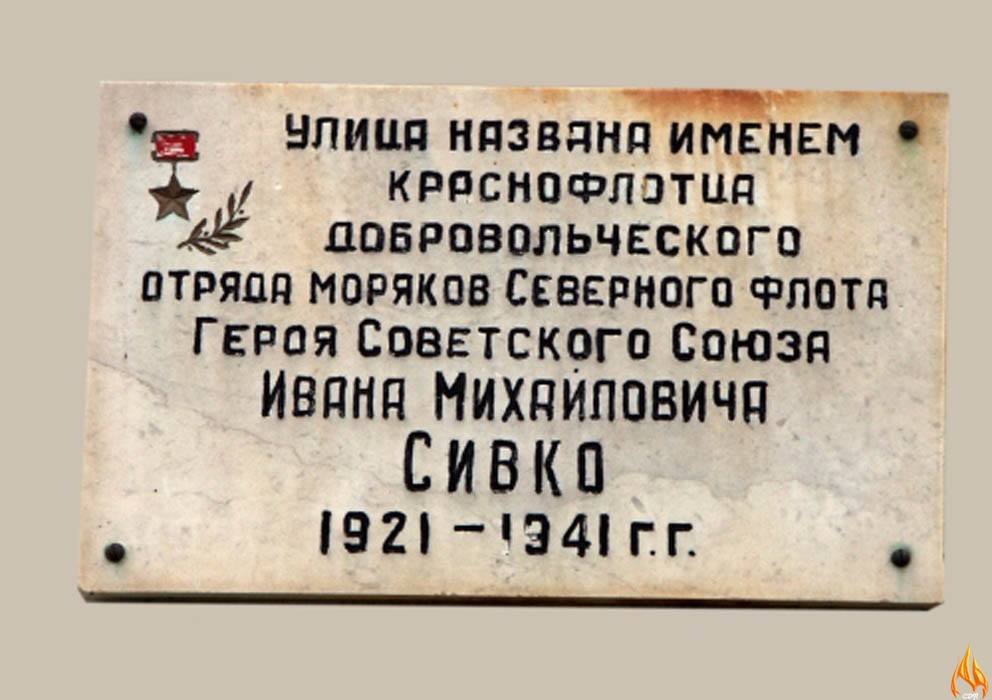 Улица названа именем
краснофлотца
добровольческого
отряда моряков Северного флота
Героя Советского Союза
Ивана Михайловича
Сивко
1921 – 1941 г.г.